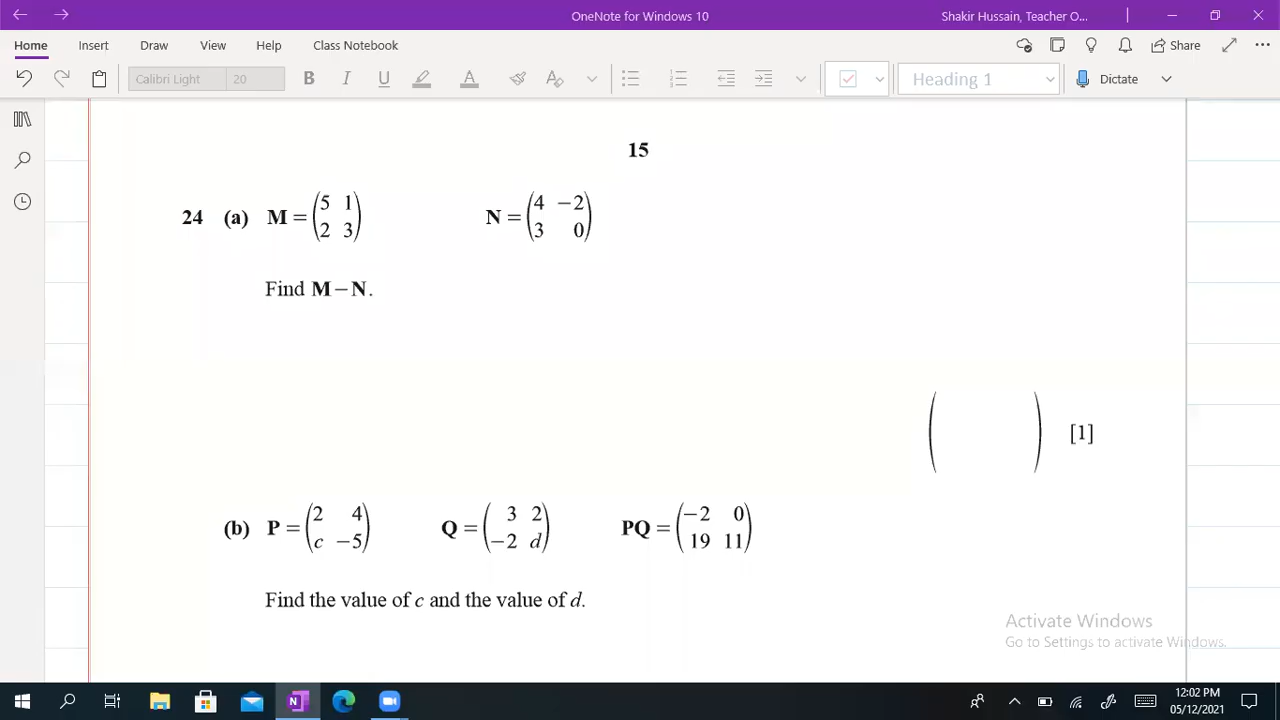 OneNote for Windows 10
Shakir Hussain, Teacher O...
Home Insert Draw View Help Class Notebook
Share
Calibri Light 20 B I U A Heading 1 Dictate
15
24 (a) M = (5 1
2 3) N = (4 −2
3 0)
Find M − N.
( ) [1]
(b) P = (2 4
c −5) Q = (3 2
−2 d) PQ = (−2 0
19 11)
Find the value of c and the value of d.
Activate Windows
Go to Settings to activate Windows.
12:02 PM
05/12/2021